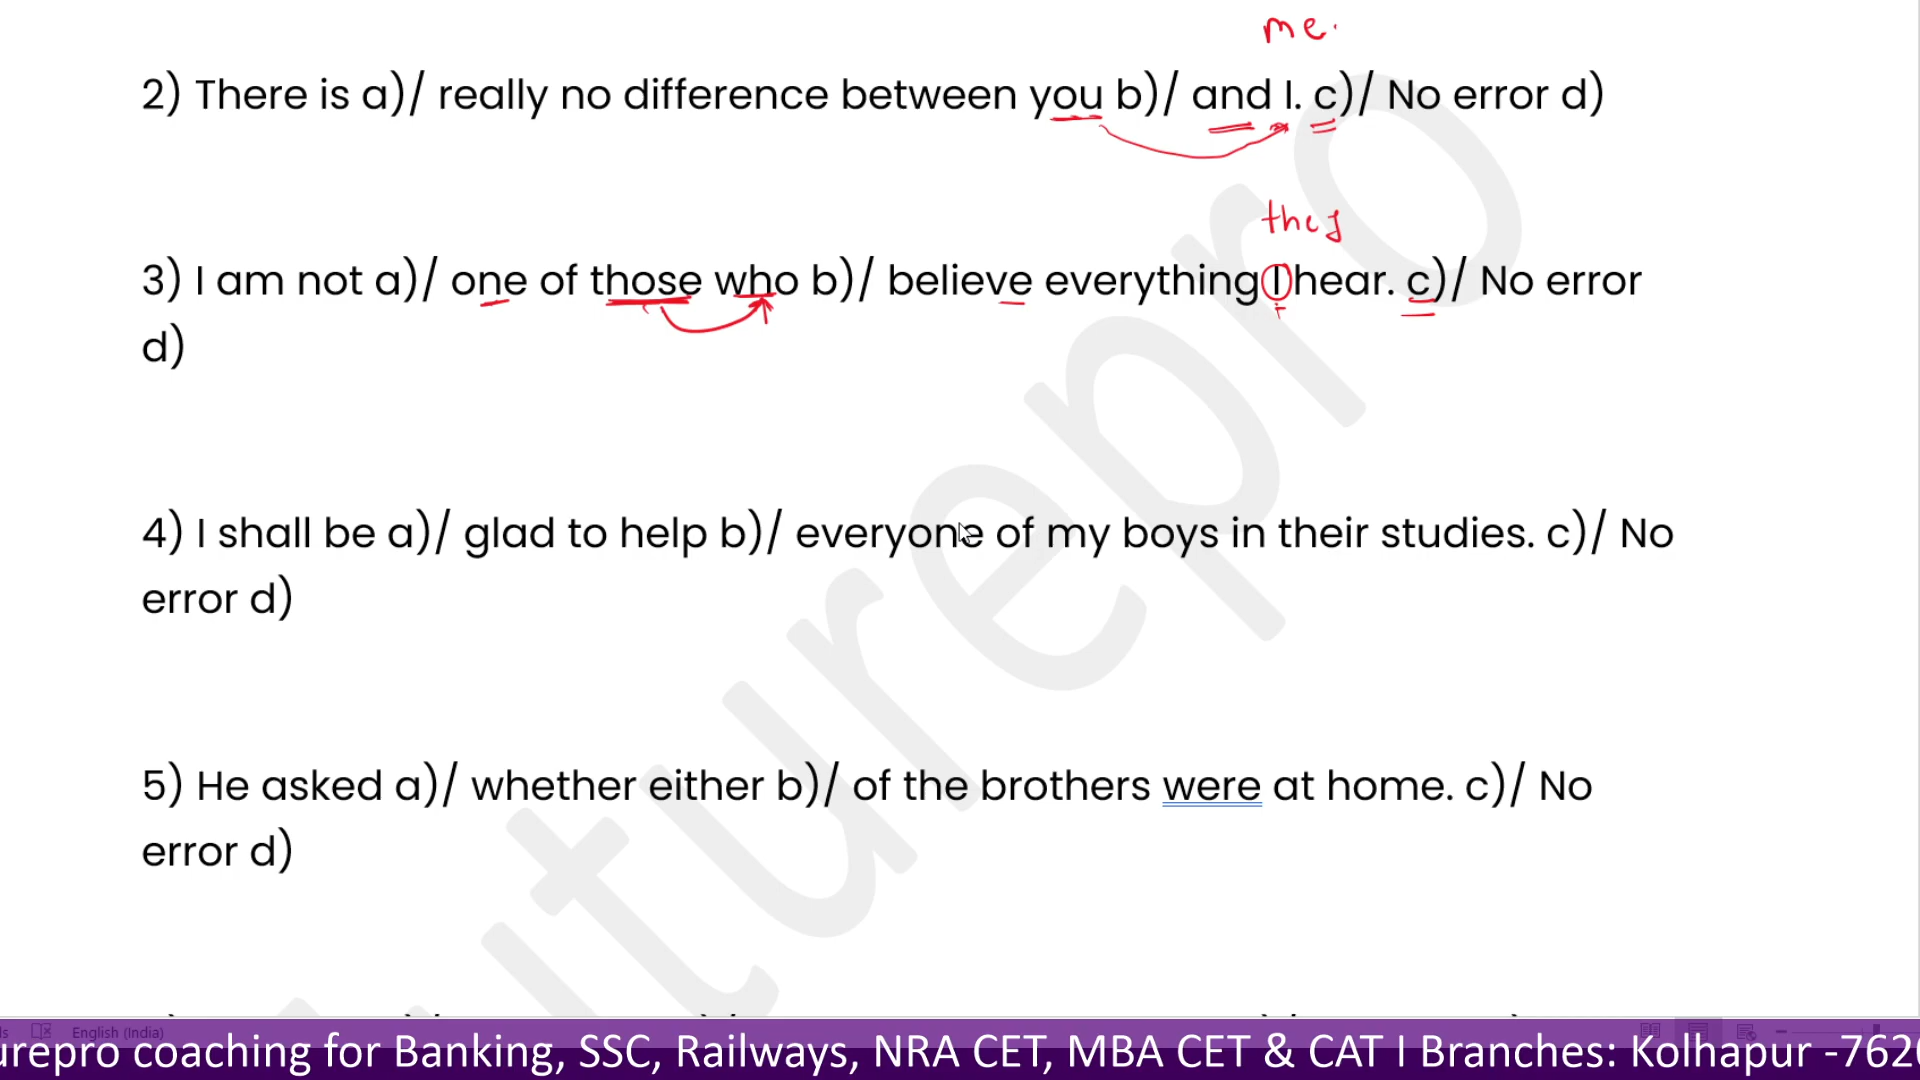 me.
2) There is a)/ really no difference between you b)/ and I. c)/ No error d)
they
3) I am not a)/ one of those who b)/ believe everything I hear. c)/ No error
d)
4) I shall be a)/ glad to help b)/ everyone of my boys in their studies. c)/ No
error d)
5) He asked a)/ whether either b)/ of the brothers were at home. c)/ No
error d)
futurepro
English (India)
urepro coaching for Banking, SSC, Railways, NRA CET, MBA CET & CAT I Branches: Kolhapur -762